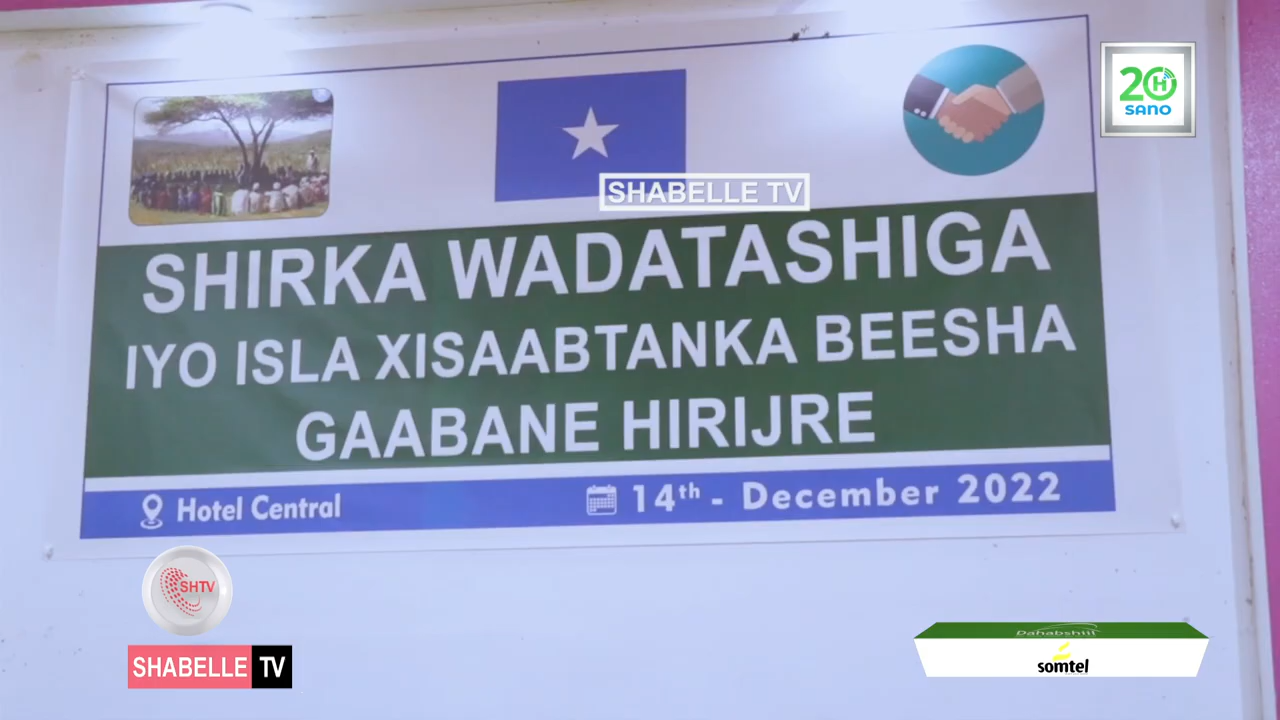 20
H
SANO
SHABELLE TV
SHIRKA WADATASHIGA
IYO ISLA XISAABTANKA BEESHA
GAABANE HIRIJRE
Hotel Central
14th - December 2022
SHTV
SHABELLE TV
Dahabshiil
somtel